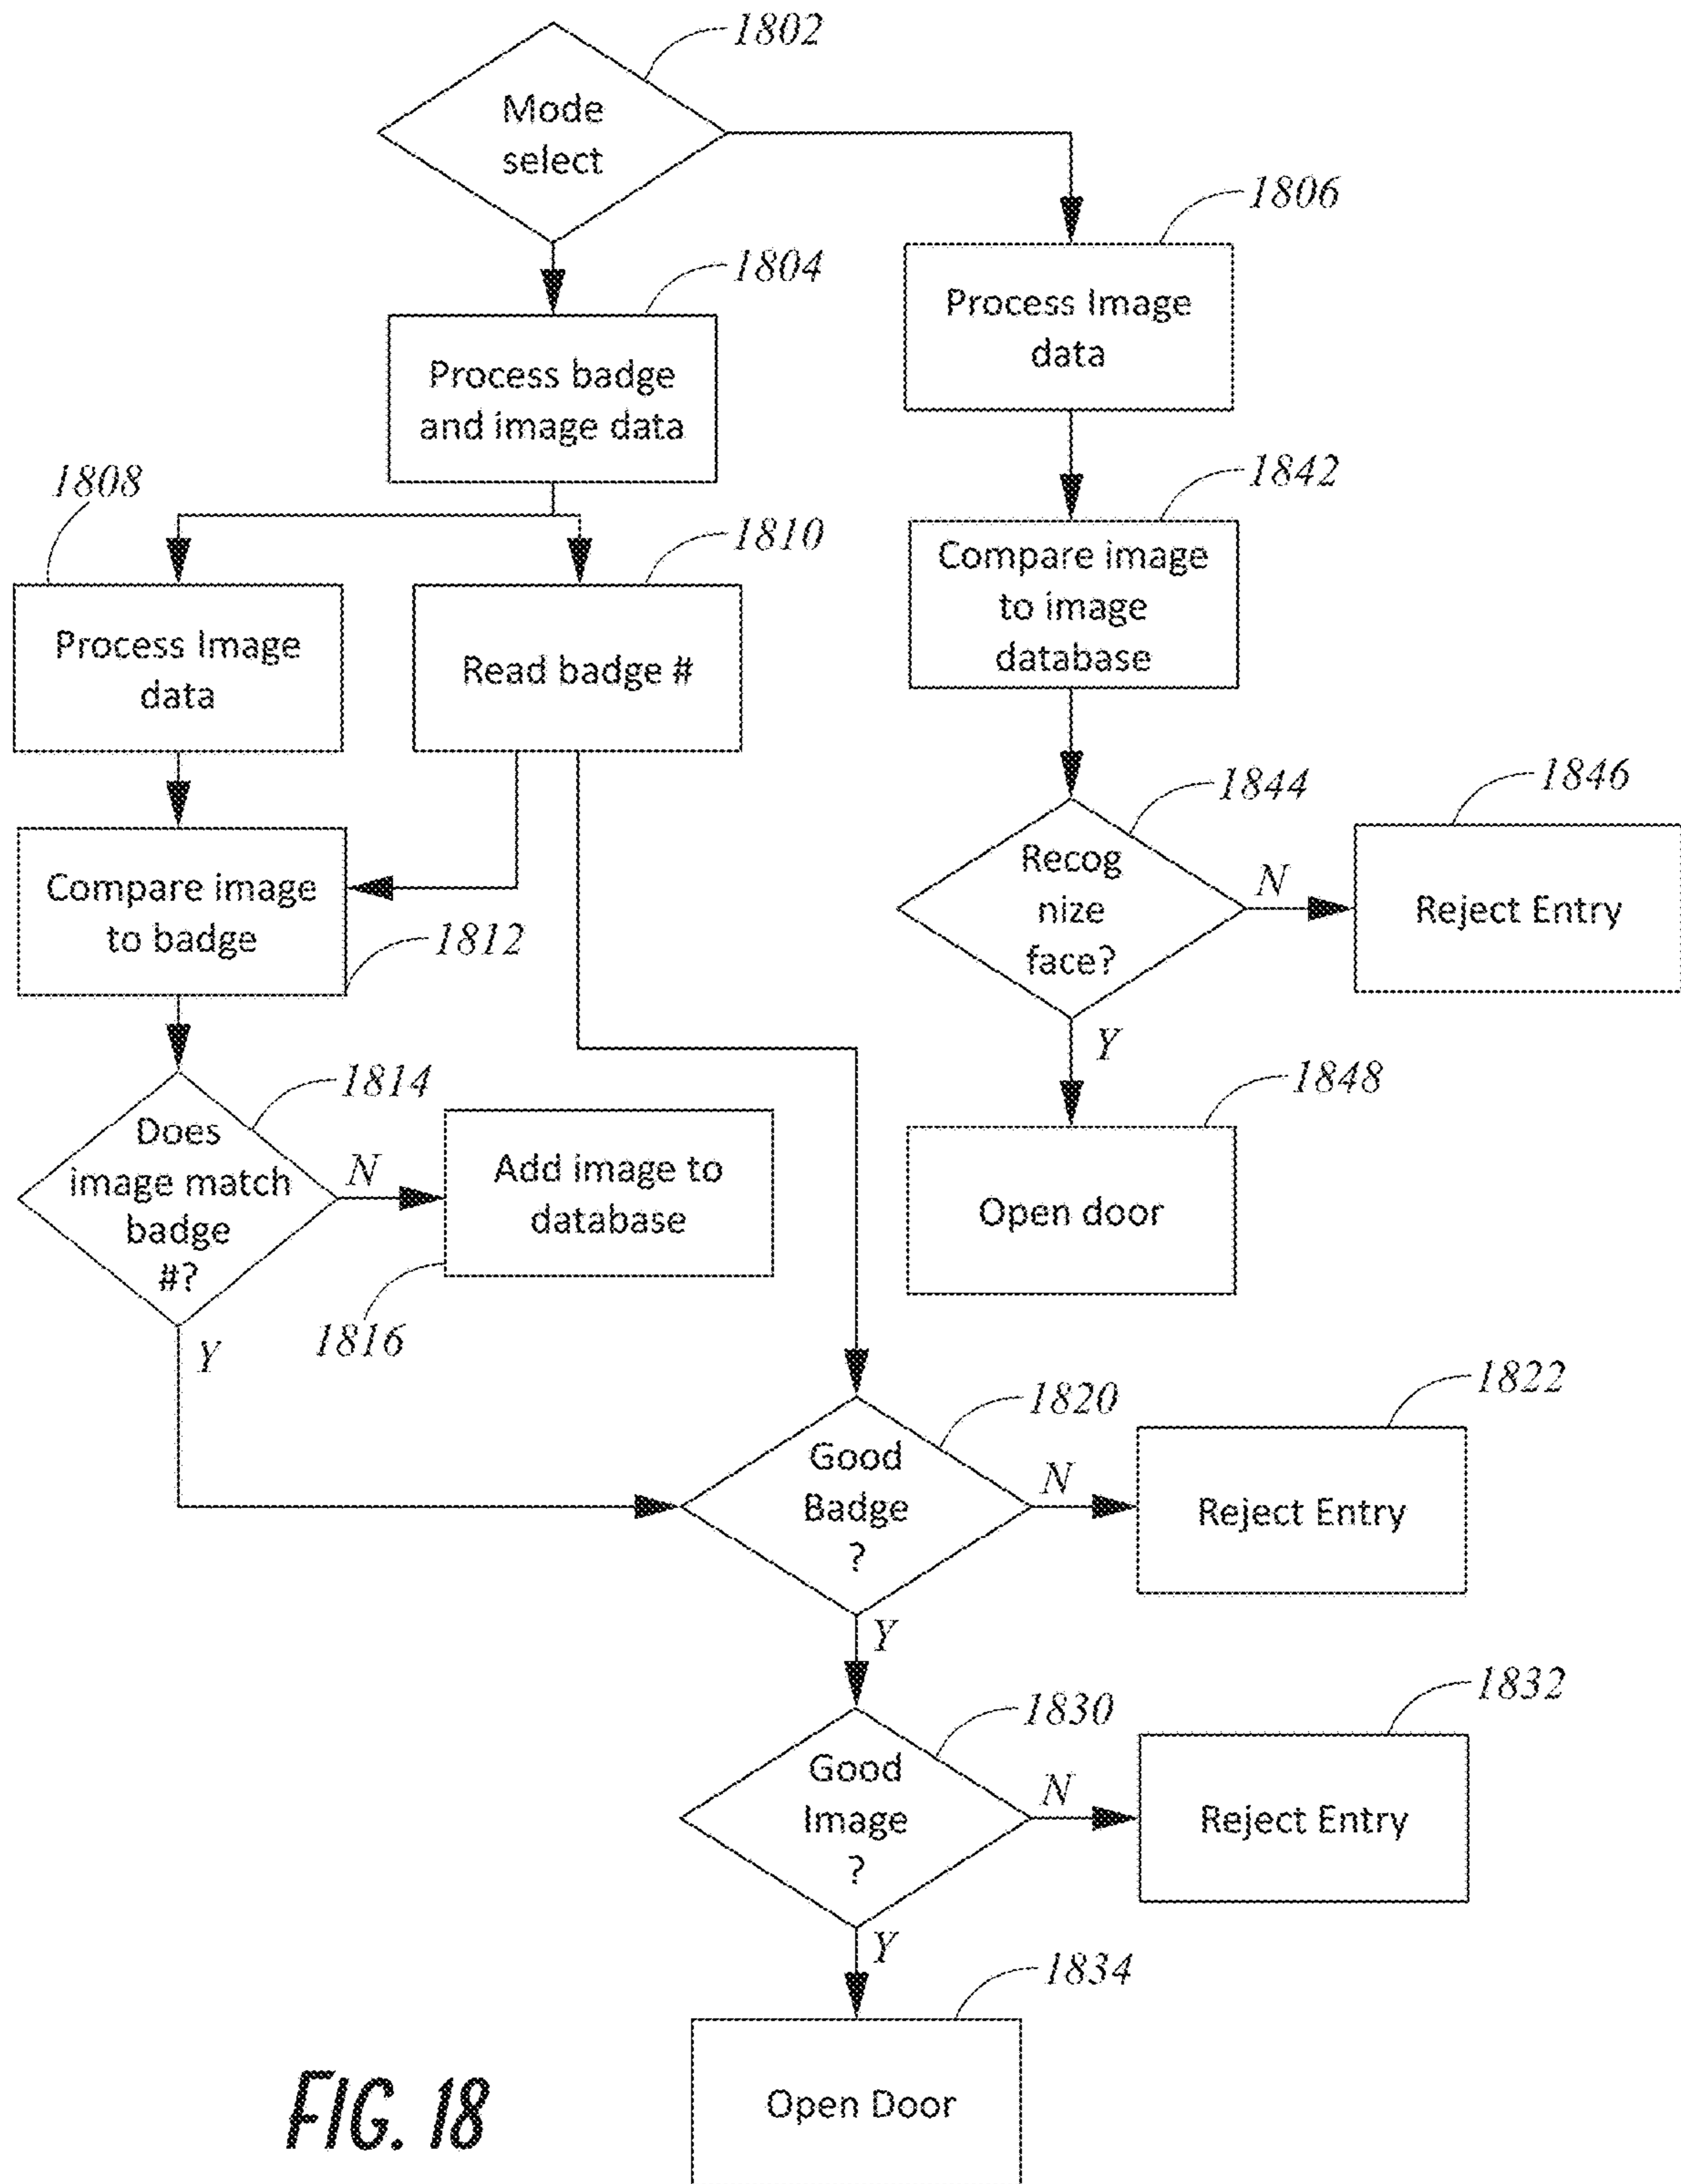 1802
Mode
select
1806
1804
Process Image
data
Process badge
and image data
1808
1842
1810
Compare image
to image
database
Process Image
data
Read badge #
1844
1846
Recog
nize
face?
N
Reject Entry
Compare image
to badge
1812
Y
1848
1814
Does
image match
badge
#?
N
Add image to
database
Open door
1816
Y
1820
1822
Good
Badge
?
N
Reject Entry
Y
1830
1832
Good
Image
?
N
Reject Entry
Y
1834
Open Door
FIG. 18